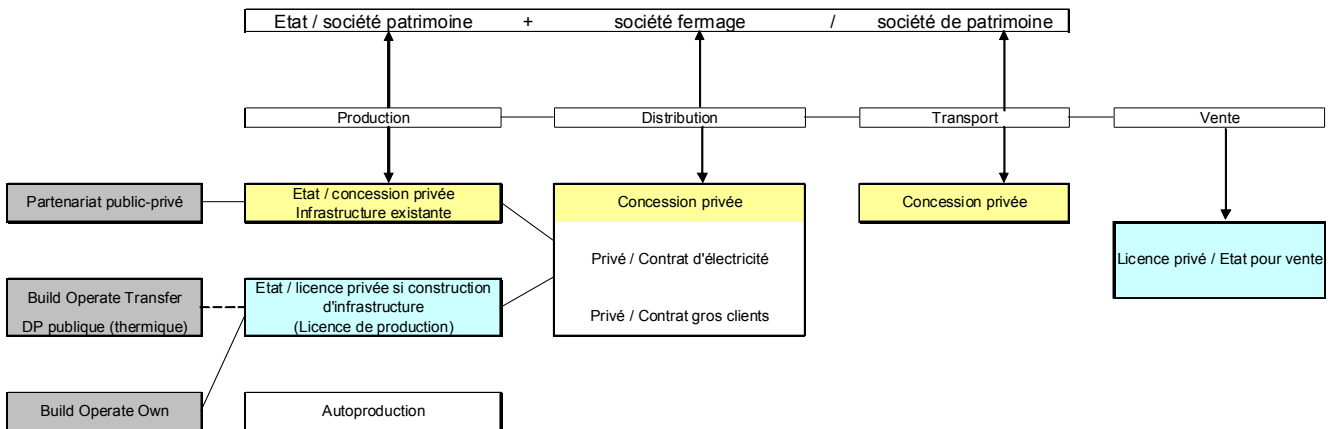 Etat / société patrimoine + société fermage / société de patrimoine
Production Distribution Transport Vente
Partenariat public-privé
Etat / concession privée
Infrastructure existante
Concession privée
Concession privée
Privé / Contrat d'électricité
Licence privé / Etat pour vente
Build Operate Transfer
DP publique (thermique)
Etat / licence privée si construction
d'infrastructure
(Licence de production)
Privé / Contrat gros clients
Build Operate Own
Autoproduction